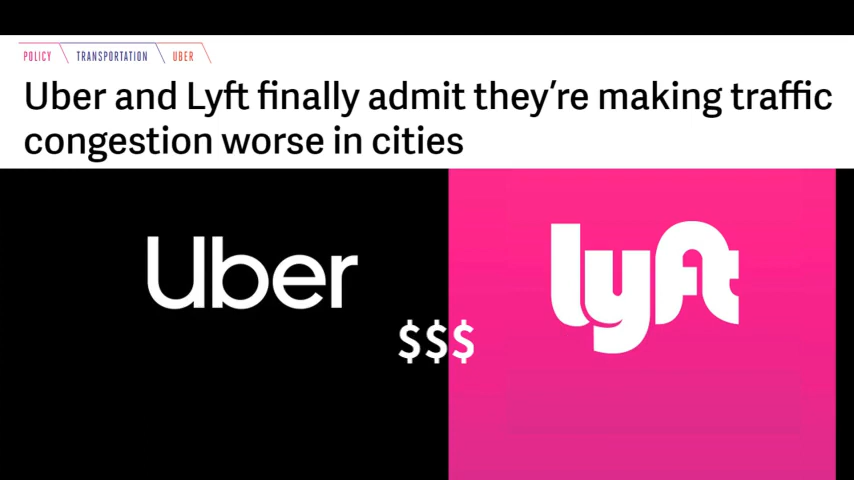 POLICY TRANSPORTATION UBER
Uber and Lyft finally admit they're making traffic
congestion worse in cities
Uber
lyft
$$$